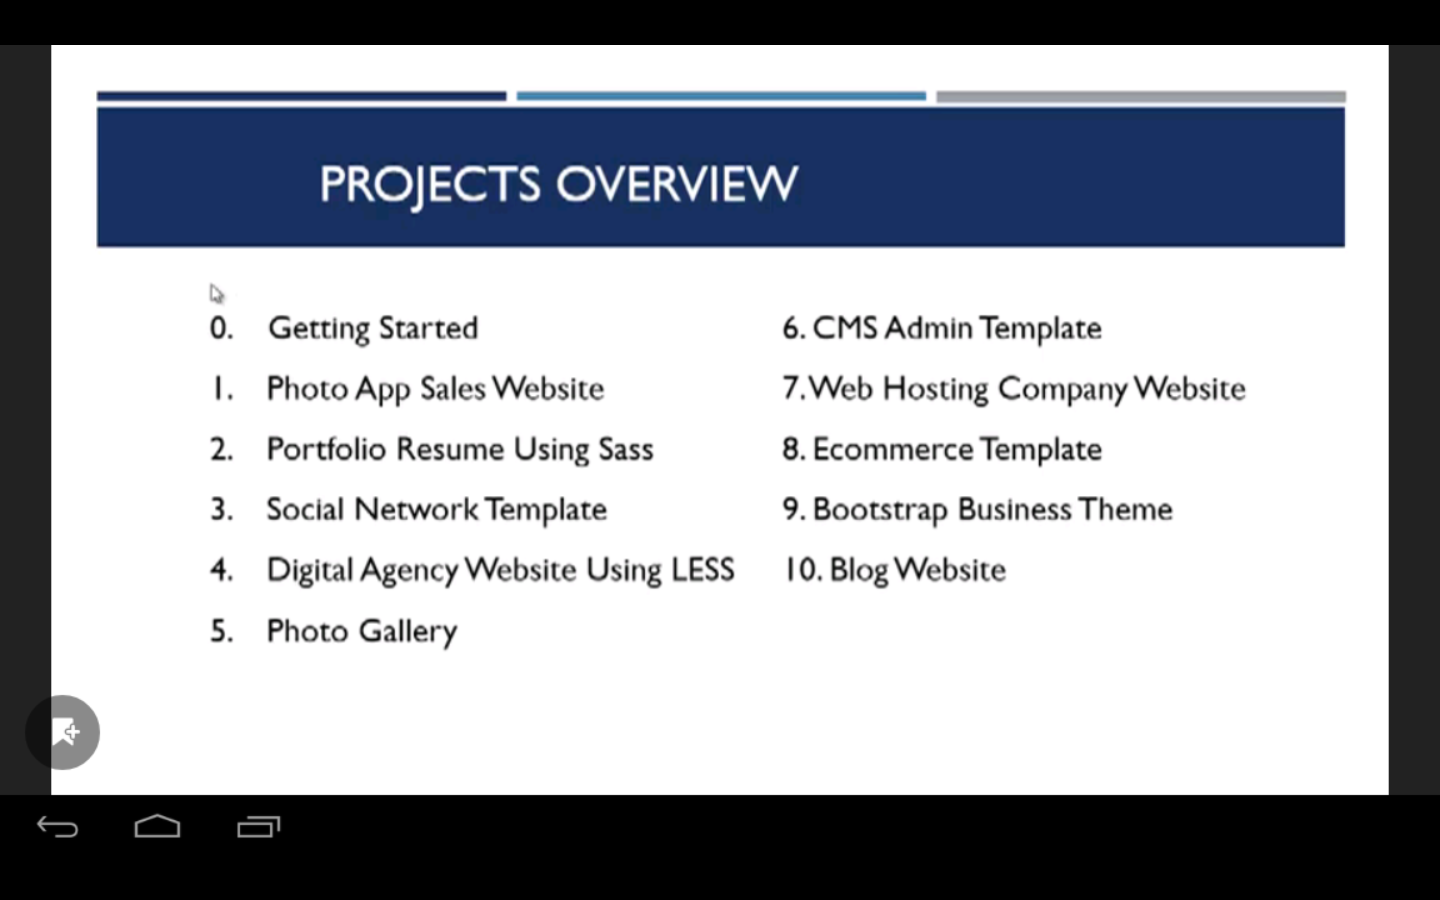 PROJECTS OVERVIEW
0. Getting Started
1. Photo App Sales Website
2. Portfolio Resume Using Sass
3. Social Network Template
4. Digital Agency Website Using LESS
5. Photo Gallery
6. CMS Admin Template
7. Web Hosting Company Website
8. Ecommerce Template
9. Bootstrap Business Theme
10. Blog Website